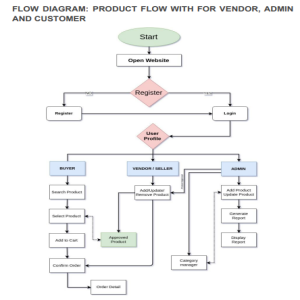 FLOW DIAGRAM: PRODUCT FLOW WITH FOR VENDOR, ADMIN
AND CUSTOMER
Start
Open Website
Register
Register
Login
User
Profile
BUYER
VENDOR / SELLER
ADMIN
Search Product
Add/Update/
Remove Product
Add Product
Update Product
Select Product
Generate
Report
Add to Cart
Approved
Product
Display
Report
Confirm Order
Category
manager
Order Detail